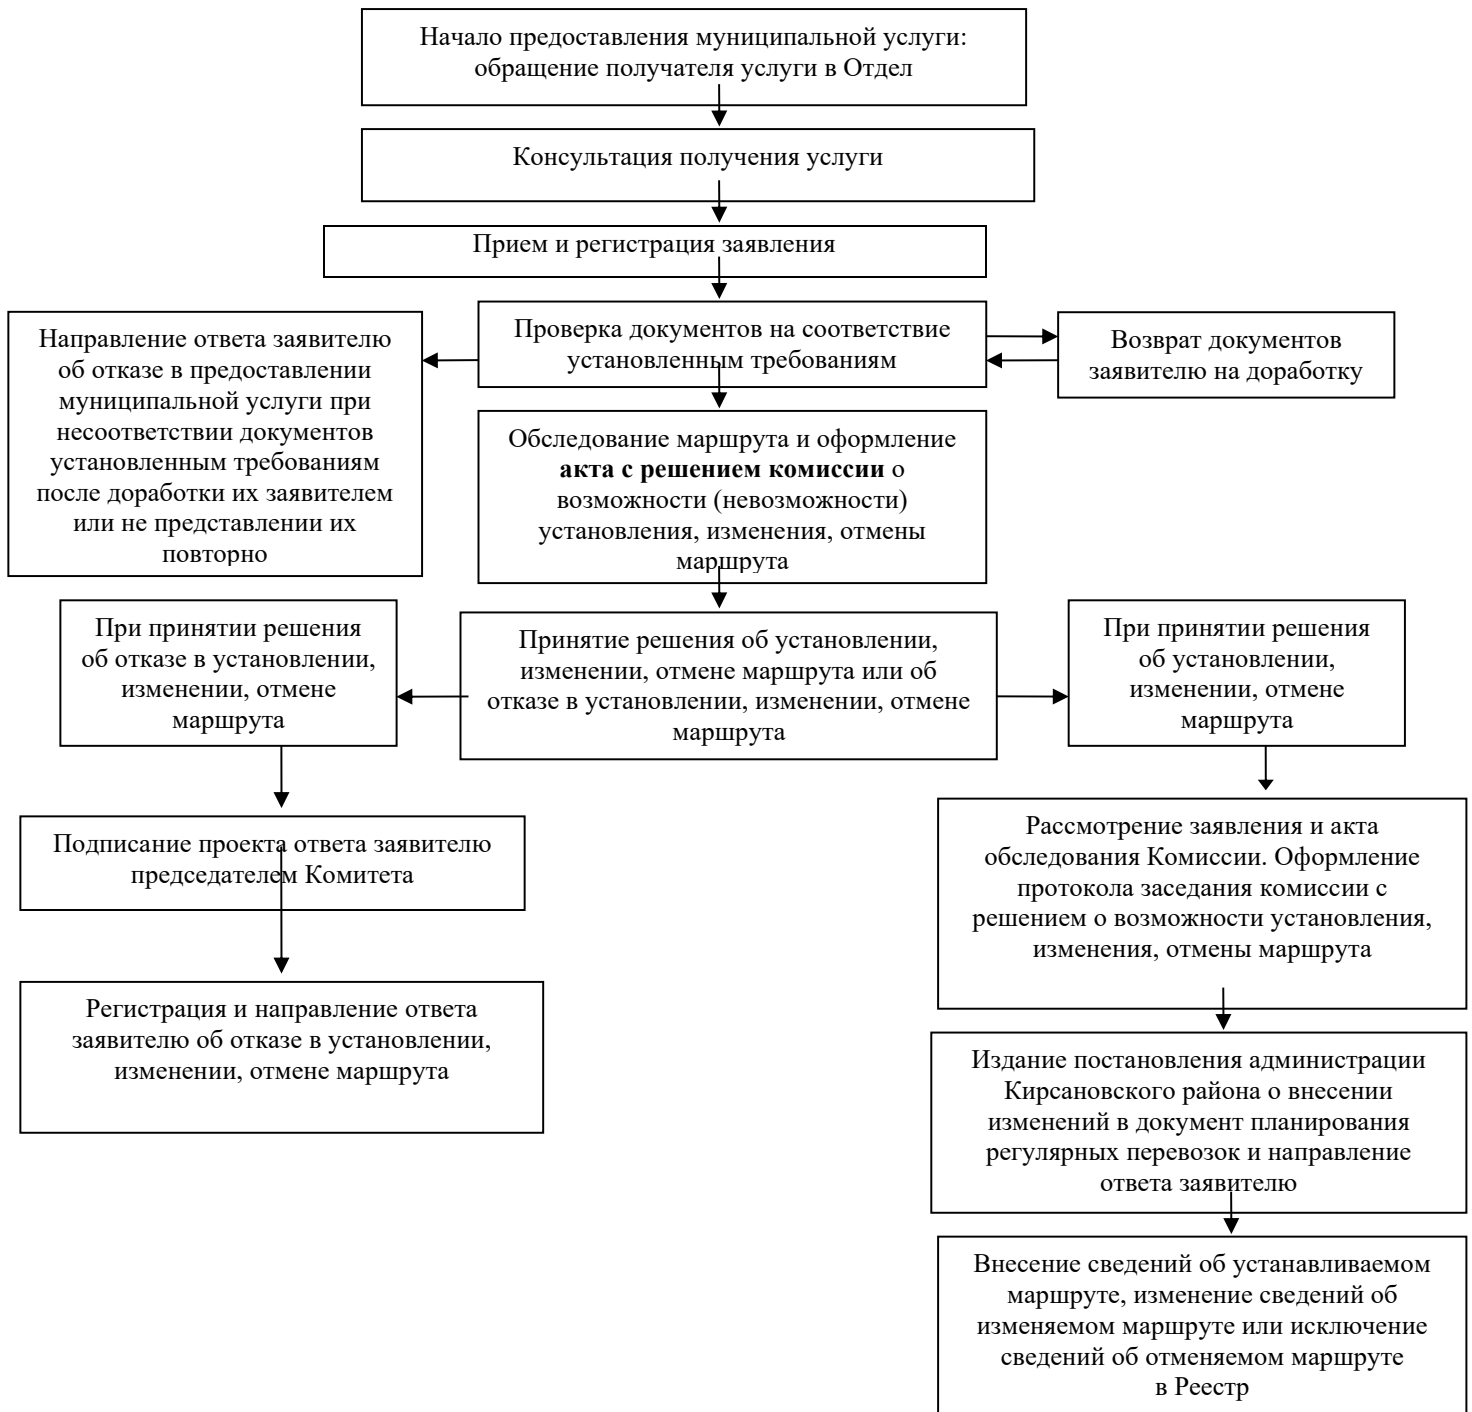 Начало предоставления муниципальной услуги:
обращение получателя услуги в Отдел
Консультация получения услуги
Прием и регистрация заявления
Проверка документов на соответствие
установленным требованиям
Возврат документов
заявителю на доработку
Направление ответа заявителю
об отказе в предоставлении
муниципальной услуги при
несоответствии документов
установленным требованиям
после доработки их заявителем
или не представлении их
повторно
Обследование маршрута и оформление
акта с решением комиссии о
возможности (невозможности)
установления, изменения, отмены
маршрута
При принятии решения
об отказе в установлении,
изменении, отмене
маршрута
Принятие решения об установлении,
изменении, отмене маршрута или об
отказе в установлении, изменении, отмене
маршрута
При принятии решения
об установлении,
изменении, отмене
маршрута
Подписание проекта ответа заявителю
председателем Комитета
Регистрация и направление ответа
заявителю об отказе в установлении,
изменении, отмене маршрута
Рассмотрение заявления и акта
обследования Комиссии. Оформление
протокола заседания комиссии с
решением о возможности установления,
изменения, отмены маршрута
Издание постановления администрации
Кирсановского района о внесении
изменений в документ планирования
регулярных перевозок и направление
ответа заявителю
Внесение сведений об устанавливаемом
маршруте, изменение сведений об
изменяемом маршруте или исключение
сведений об отменяемом маршруте
в Реестр